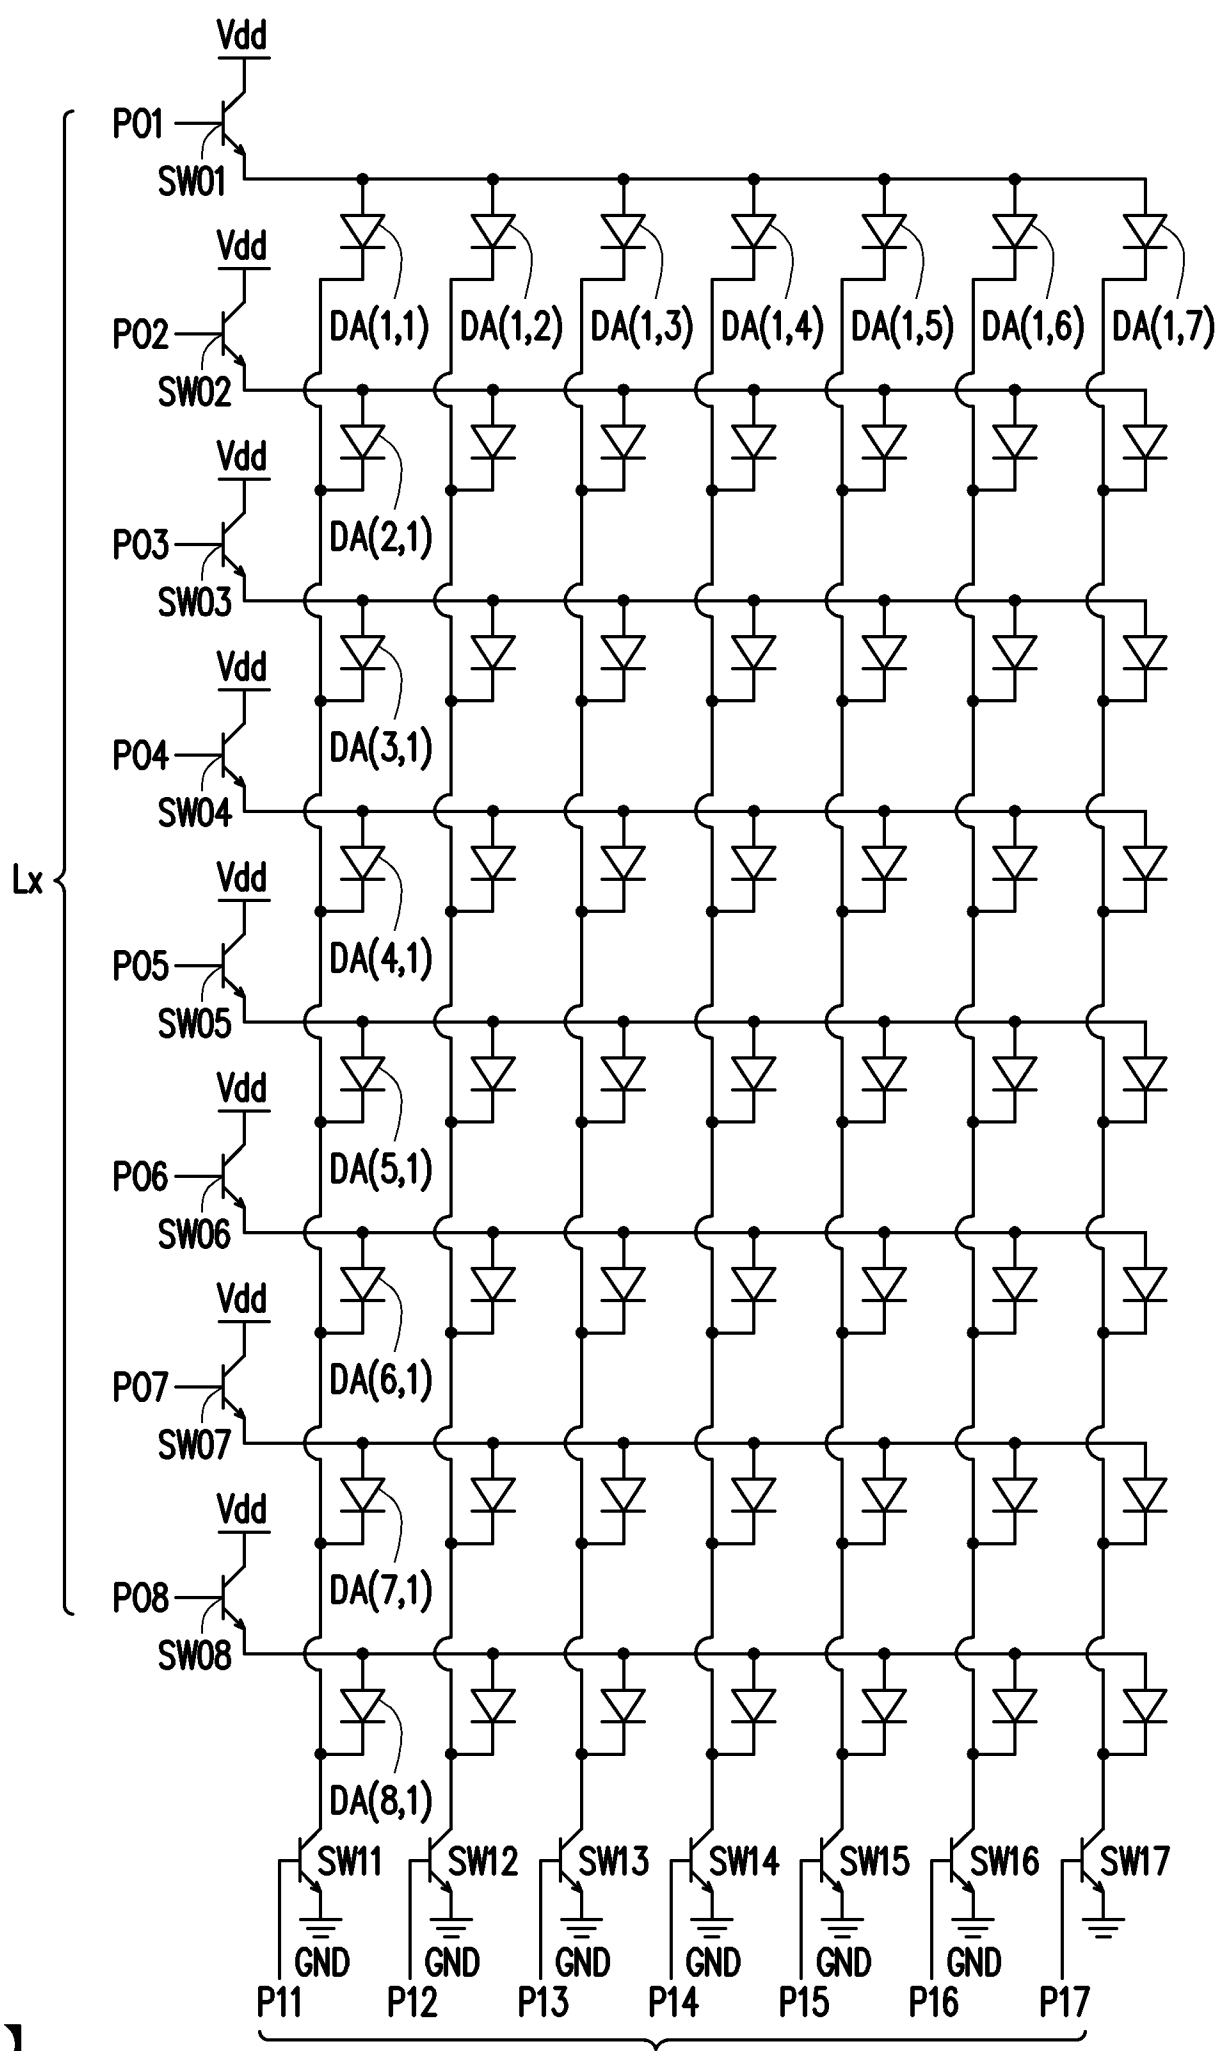 Vdd
P01
SW01
DA(1,1) DA(1,2) DA(1,3) DA(1,4) DA(1,5) DA(1,6) DA(1,7)
Vdd
P02
SW02
DA(2,1)
Vdd
P03
SW03
DA(3,1)
Vdd
P04
SW04
DA(4,1)
Lx
Vdd
P05
SW05
DA(5,1)
Vdd
P06
SW06
DA(6,1)
Vdd
P07
SW07
DA(7,1)
Vdd
P08
SW08
DA(8,1)
SW11 SW12 SW13 SW14 SW15 SW16 SW17
GND GND GND GND GND GND
P11 P12 P13 P14 P15 P16 P17
】